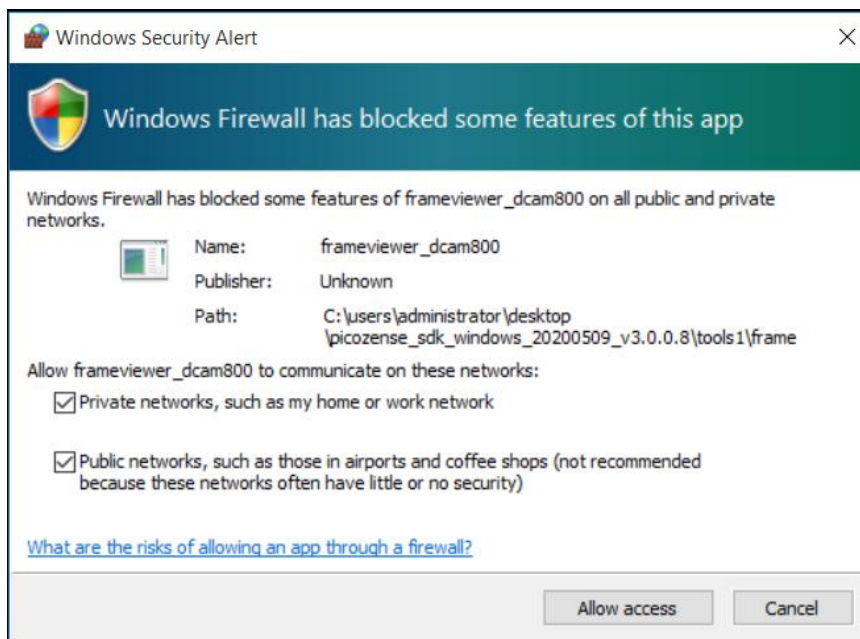 Windows Security Alert
Windows Firewall has blocked some features of this app
Windows Firewall has blocked some features of frameviewer_dcam800 on all public and private
networks.
Name: frameviewer_dcam800
Publisher: Unknown
Path: C:\users\administrator\desktop
\picozense_sdk_windows_20200509_v3.0.0.8\tools1\frame
Allow frameviewer_dcam800 to communicate on these networks:
Private networks, such as my home or work network
Public networks, such as those in airports and coffee shops (not recommended
because these networks often have little or no security)
What are the risks of allowing an app through a firewall?
Allow access Cancel